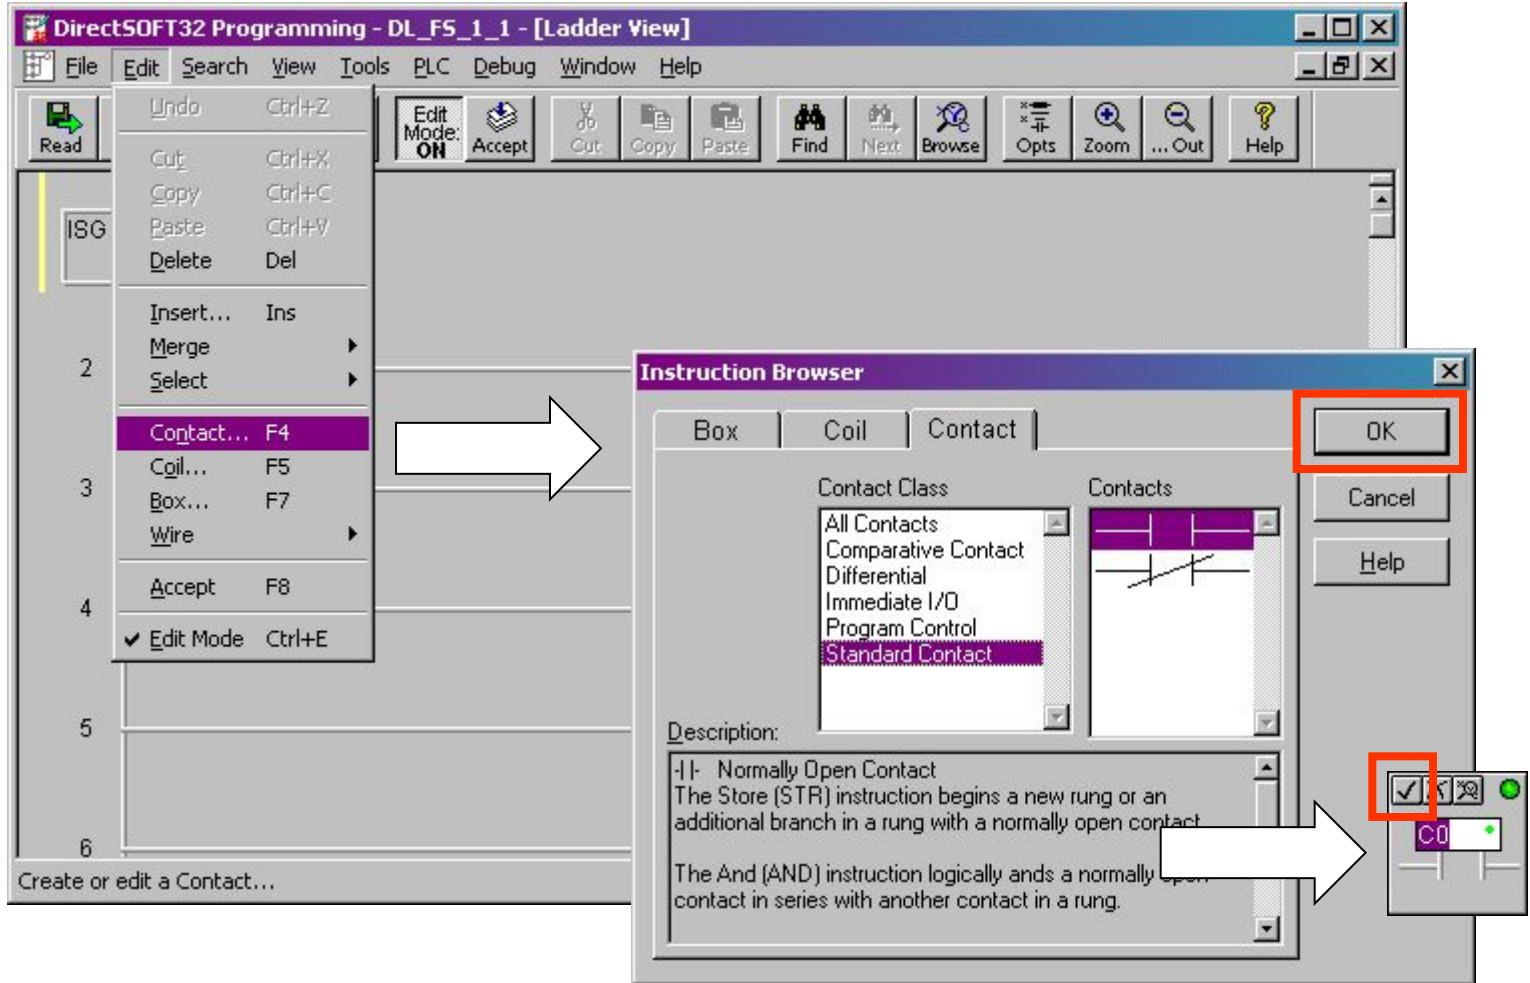 DirectSOFT32 Programming - DL_FS_1_1 - [Ladder View]
File Edit Search View Tools PLC Debug Window Help
Read
Edit Mode: ON
Accept
Cut
Copy
Paste
Find
Next
Browse
Opts
Zoom
... Out
Help
Undo Ctrl+Z
Cut Ctrl+X
Copy Ctrl+C
Paste Ctrl+V
Delete Del
Insert... Ins
Merge
Select
Contact... F4
Coil... F5
Box... F7
Wire
Accept F8
Edit Mode Ctrl+E
ISG
2
3
4
5
6
Create or edit a Contact...
Instruction Browser
Box Coil Contact
OK
Cancel
Help
Contact Class
All Contacts
Comparative Contact
Differential
Immediate I/O
Program Control
Standard Contact
Contacts
Description:
-| |- Normally Open Contact
The Store (STR) instruction begins a new rung or an
additional branch in a rung with a normally open contact
The And (AND) instruction logically ands a normally open
contact in series with another contact in a rung.
C0